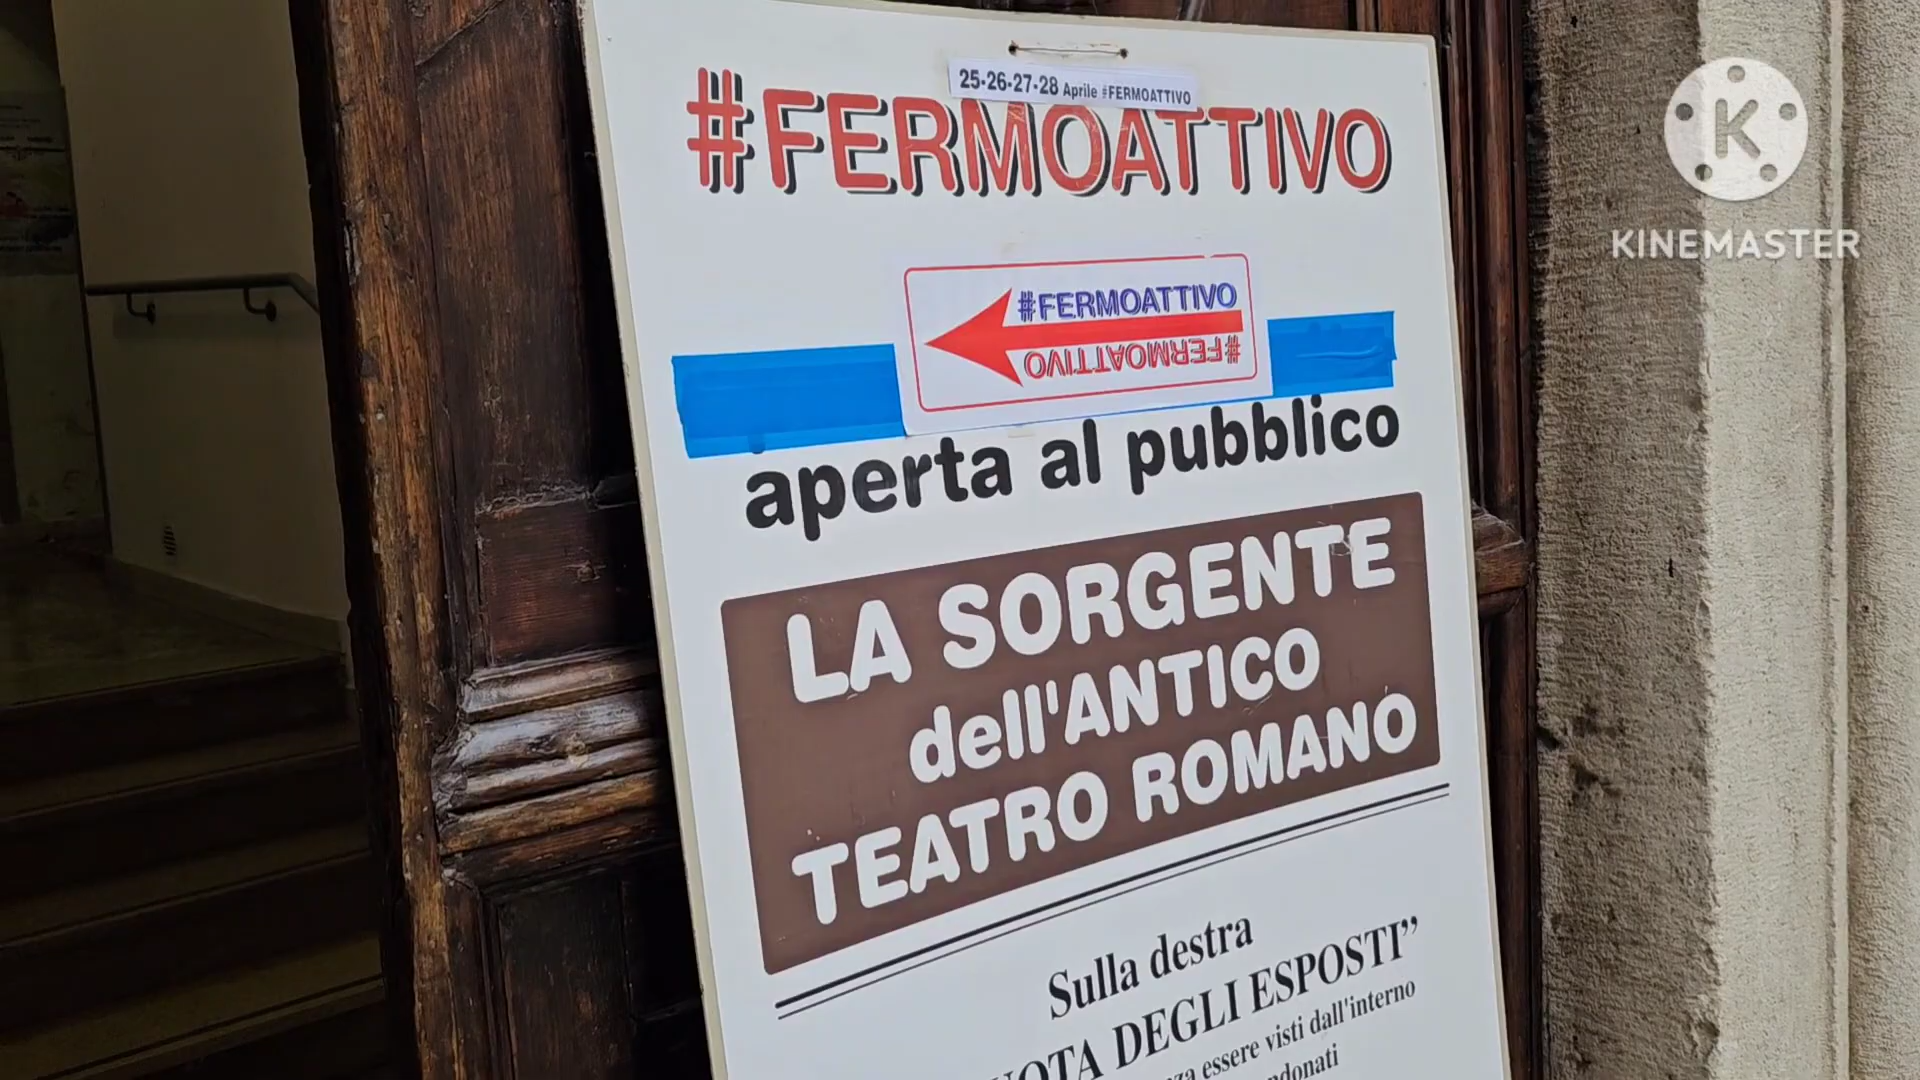 25-26-27-28 Aprile #FERMOATTIVO
#FERMOATTIVO
#FERMOATTIVO
#FERMOATTIVO
aperta al pubblico
LA SORGENTE
dell'ANTICO
TEATRO ROMANO
Sulla destra
DEGLI ESPOSTI”
essere visti dall'interno
K
KINEMASTER